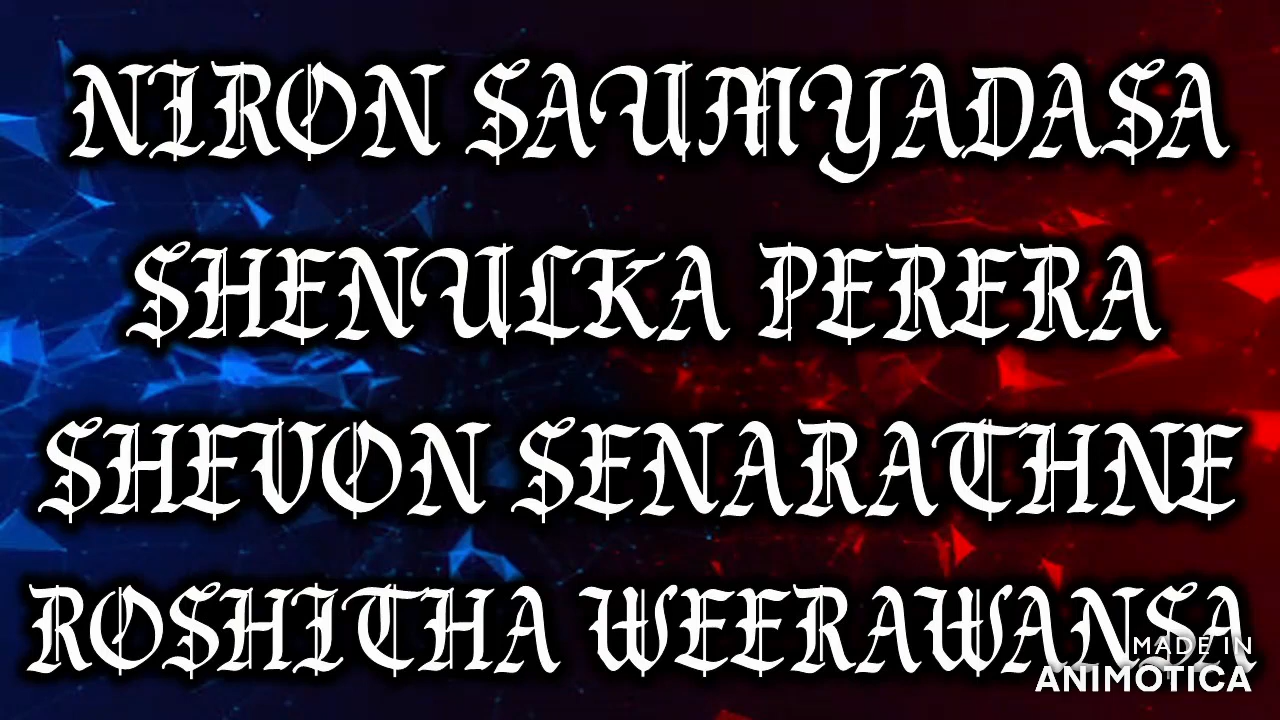 NIRON SAUMYADASA
SHENULKA PERERA
SHEVON SENARATHNE
ROSHITHA WEERAWANSA
MADE IN
ANIMOTICA